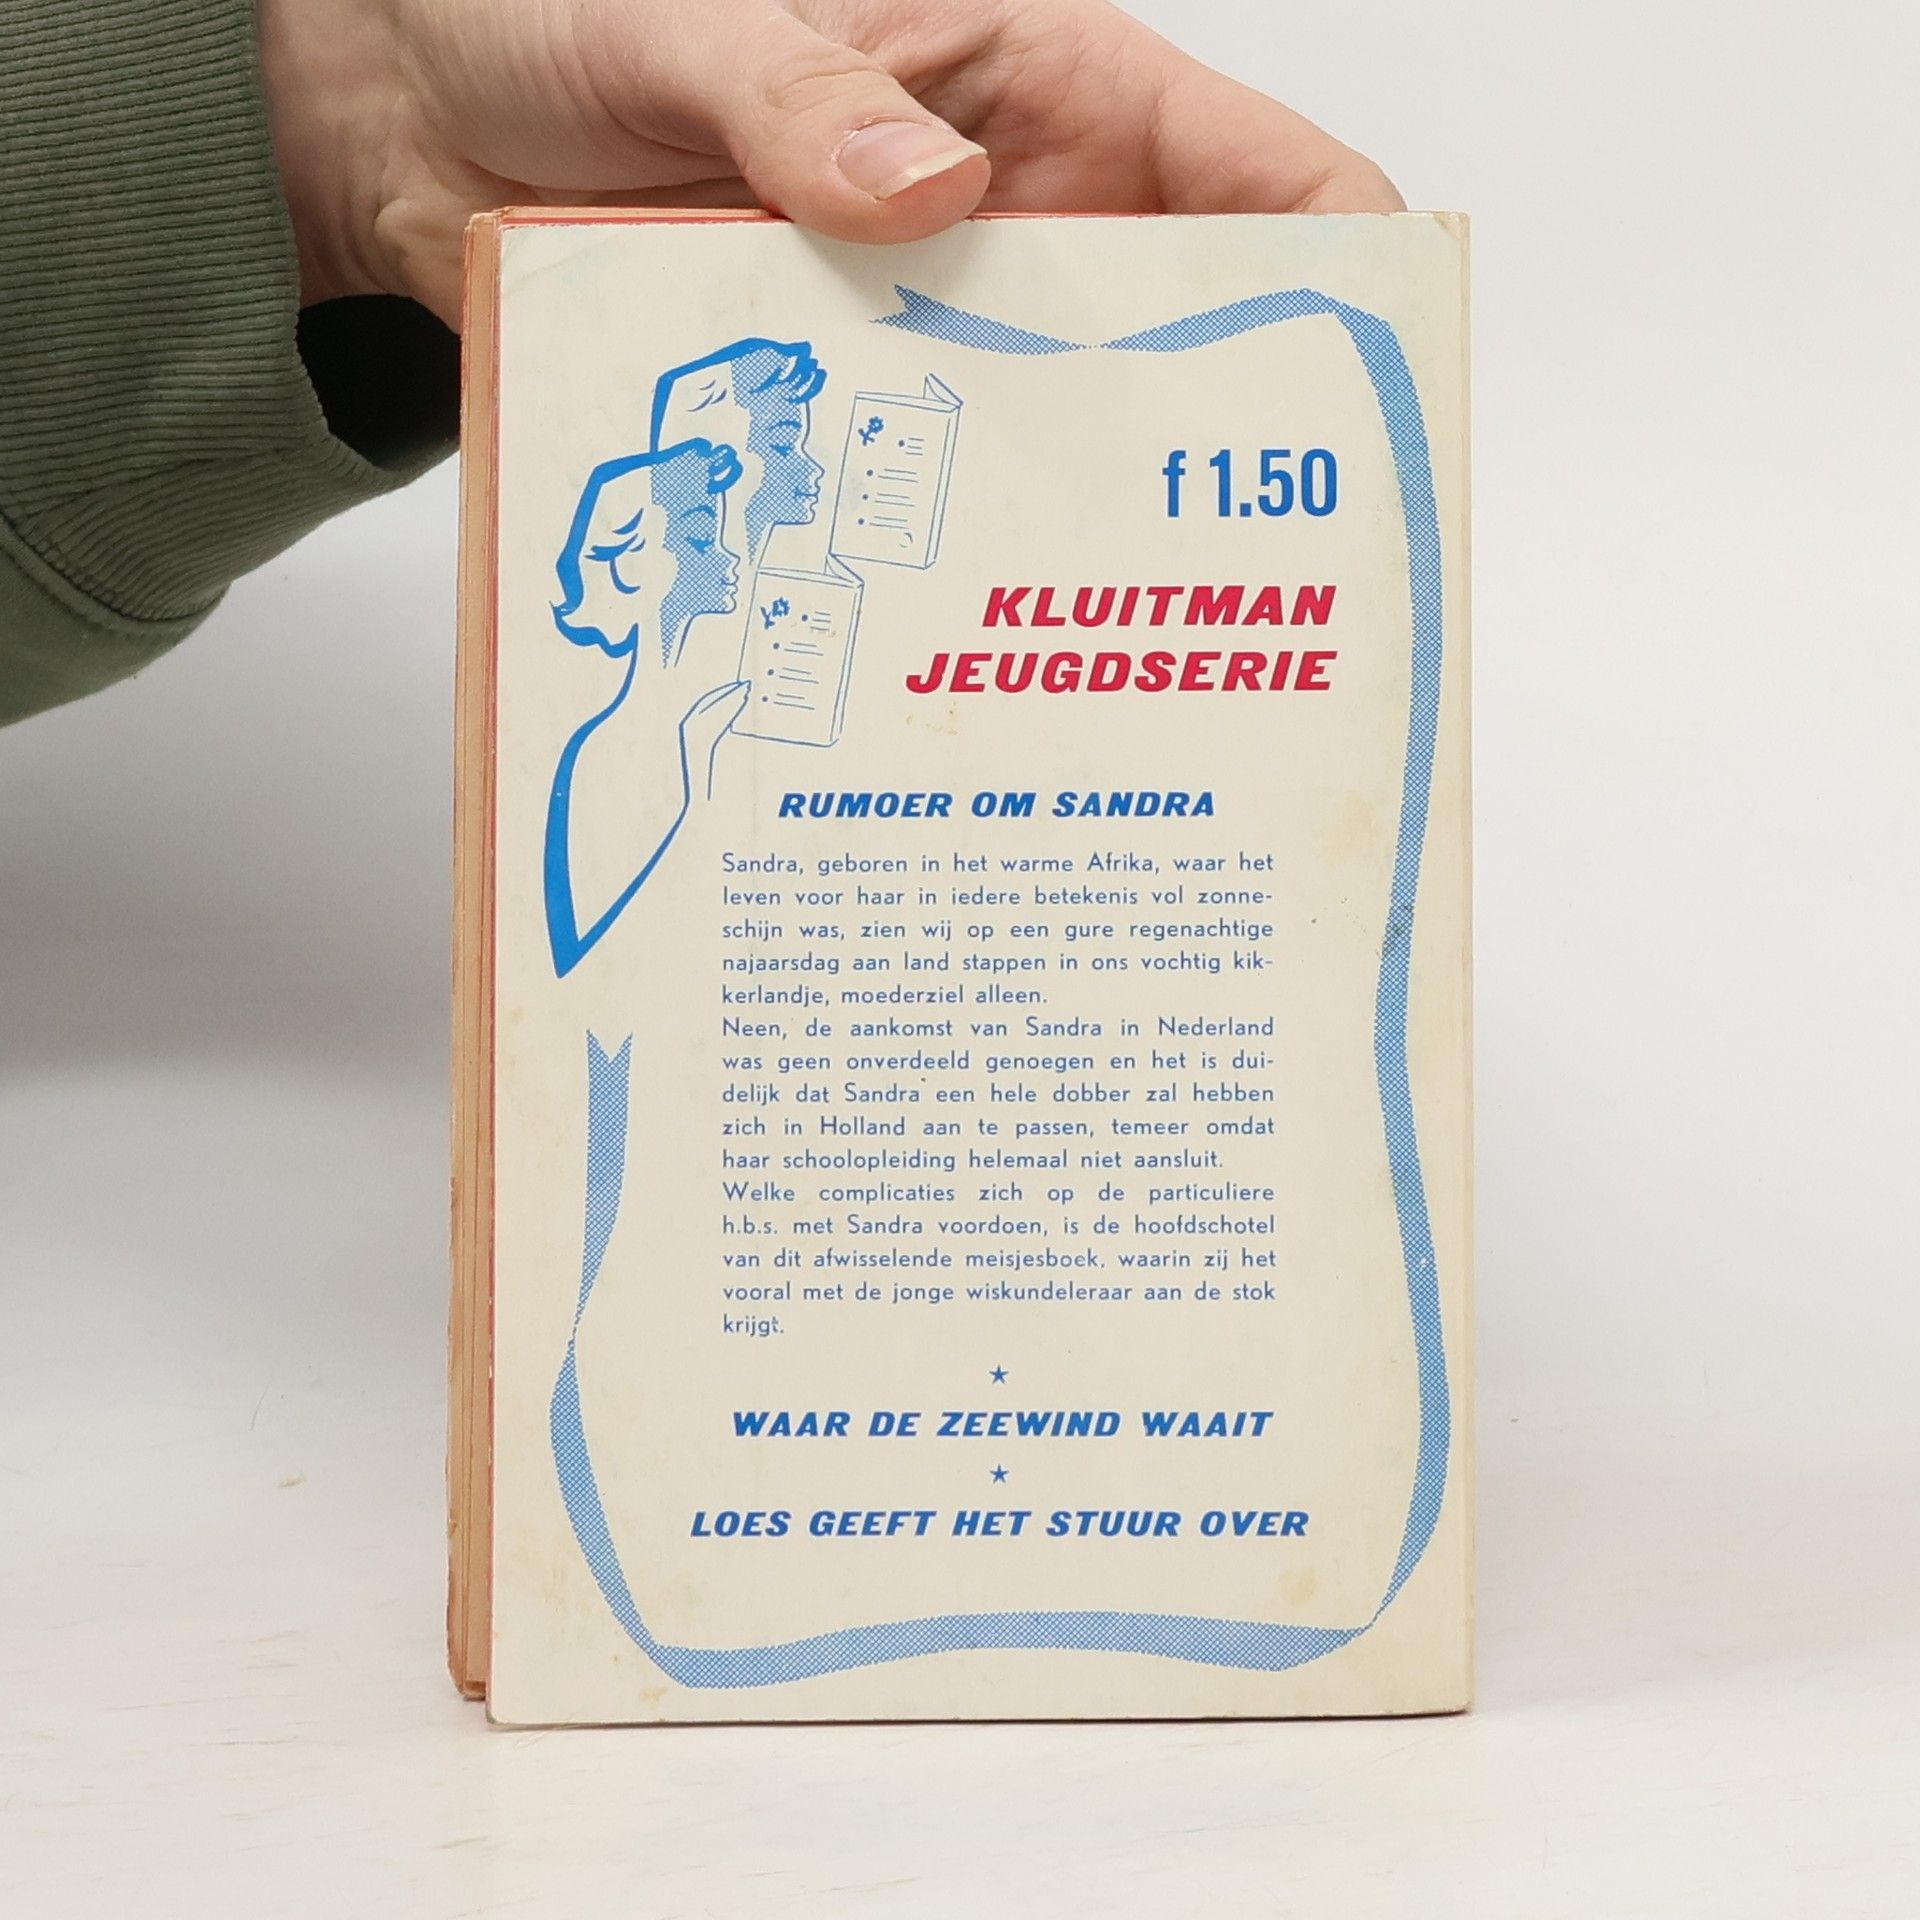 f 1.50
KLUITMAN
JEUGDSERIE
RUMOER OM SANDRA
Sandra, geboren in het warme Afrika, waar het
leven voor haar in iedere betekenis vol zonne-
schijn was, zien wij op een gure regenachtige
najaarsdag aan land stappen in ons vochtig kik-
kerlandje, moederziel alleen.
Neen, de aankomst van Sandra in Nederland
was geen onverdeeld genoegen en het is dui-
delijk dat Sandra een hele dobber zal hebben
zich in Holland aan te passen, temeer omdat
haar schoolopleiding helemaal niet aansluit.
Welke complicaties zich op de particuliere
h.b.s. met Sandra voordoen, is de hoofdschotel
van dit afwisselende meisjesboek, waarin zij het
vooral met de jonge wiskundeleraar aan de stok
krijgt.
★
WAAR DE ZEEWIND WAAIT
★
LOES GEEFT HET STUUR OVER